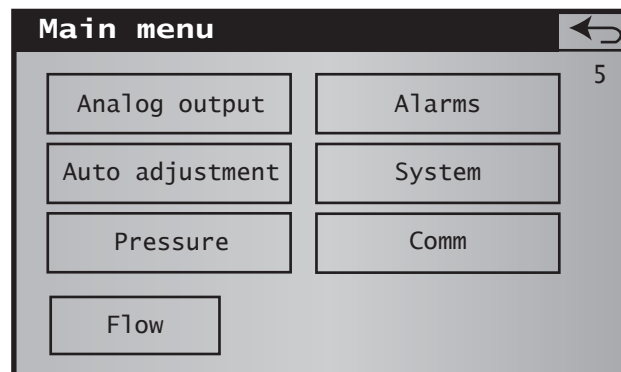 Main menu
5
Analog output Alarms
Auto adjustment System
Pressure Comm
Flow